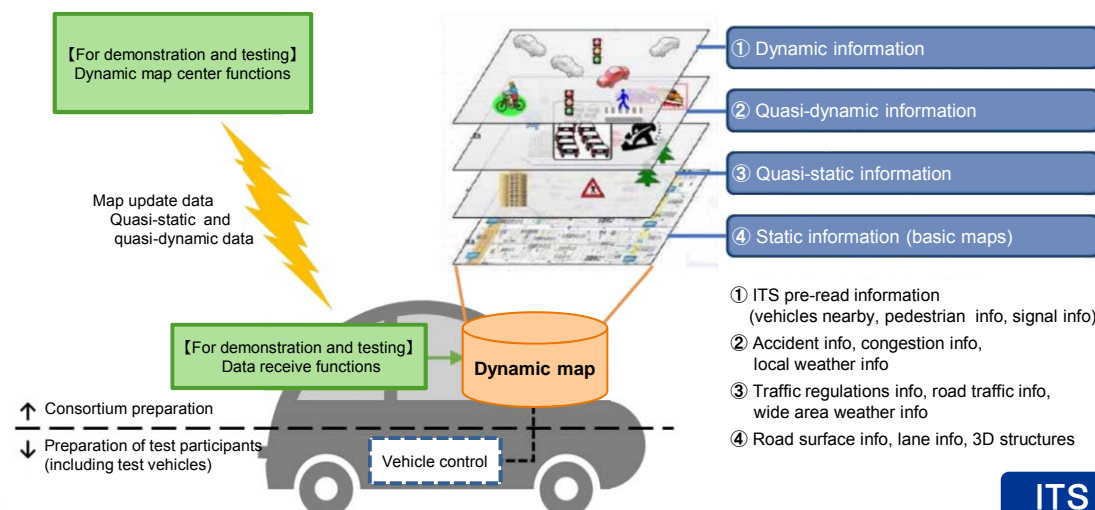 【For demonstration and testing】
Dynamic map center functions
Map update data
Quasi-static and
quasi-dynamic data
① Dynamic information
② Quasi-dynamic information
③ Quasi-static information
④ Static information (basic maps)
【For demonstration and testing】
Data receive functions
Dynamic map
① ITS pre-read information
(vehicles nearby, pedestrian info, signal info)
② Accident info, congestion info,
local weather info
③ Traffic regulations info, road traffic info,
wide area weather info
④ Road surface info, lane info, 3D structures
↑ Consortium preparation
↓ Preparation of test participants
(including test vehicles)
Vehicle control
ITS